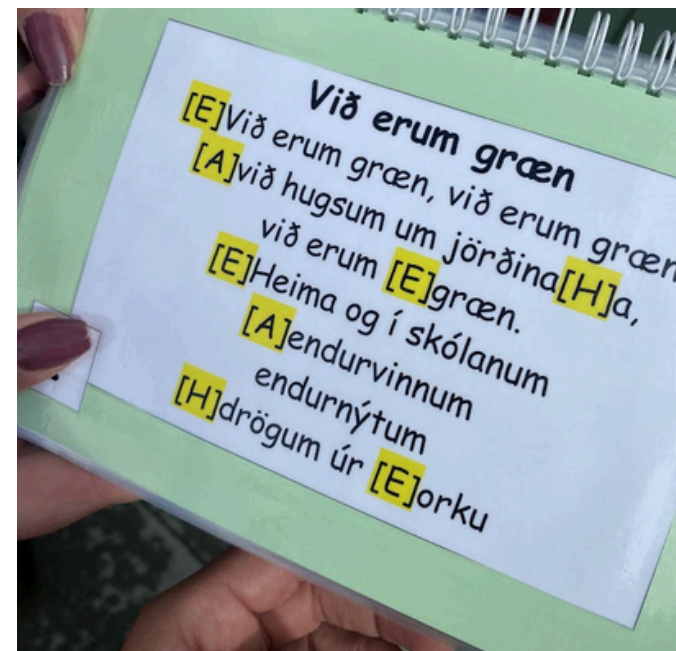 Við erum græn
[E]Við erum græn, við erum græn
[A]við hugsum um jörðina[H]a,
við erum [E]græn.
[E]Heima og í skólanum
[A]endurvinnum
endurnýtum
[H]drögum úr [E]orku